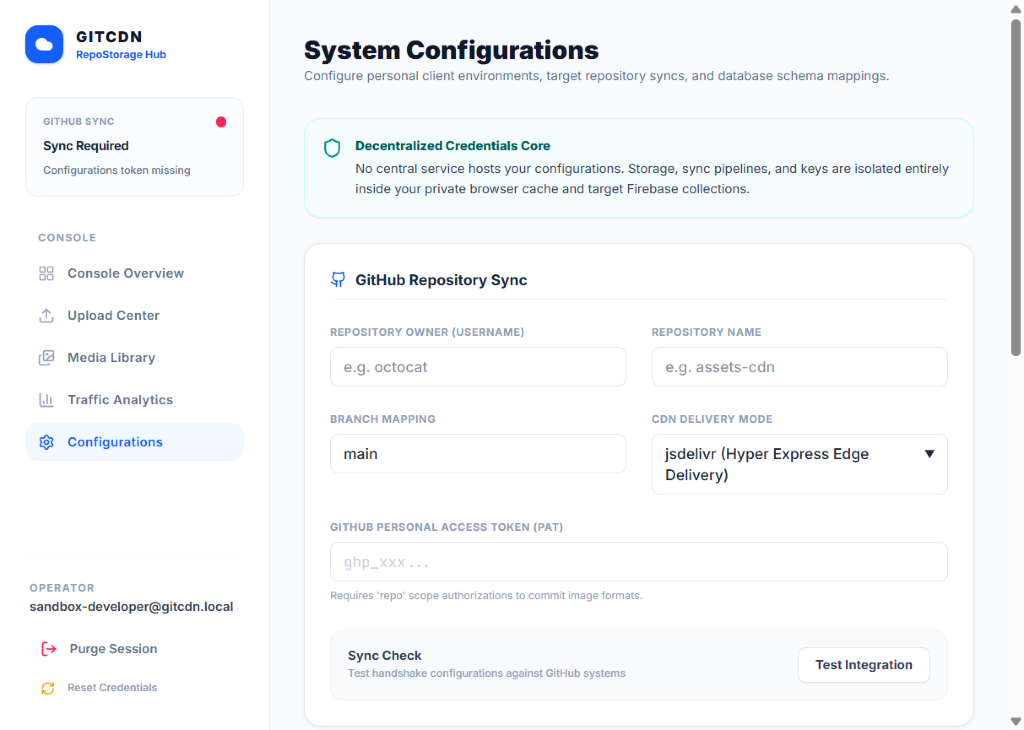 GITCDN
RepoStorage Hub
GITHUB SYNC
Sync Required
Configurations token missing
CONSOLE
Console Overview
Upload Center
Media Library
Traffic Analytics
Configurations
OPERATOR
sandbox-developer@gitcdn.local
Purge Session
Reset Credentials
System Configurations
Configure personal client environments, target repository syncs, and database schema mappings.
Decentralized Credentials Core
No central service hosts your configurations. Storage, sync pipelines, and keys are isolated entirely
inside your private browser cache and target Firebase collections.
GitHub Repository Sync
REPOSITORY OWNER (USERNAME)
e.g. octocat
REPOSITORY NAME
e.g. assets-cdn
BRANCH MAPPING
main
CDN DELIVERY MODE
jsdelivr (Hyper Express Edge
Delivery)
GITHUB PERSONAL ACCESS TOKEN (PAT)
ghp_xxx...
Requires 'repo' scope authorizations to commit image formats.
Sync Check
Test handshake configurations against GitHub systems
Test Integration